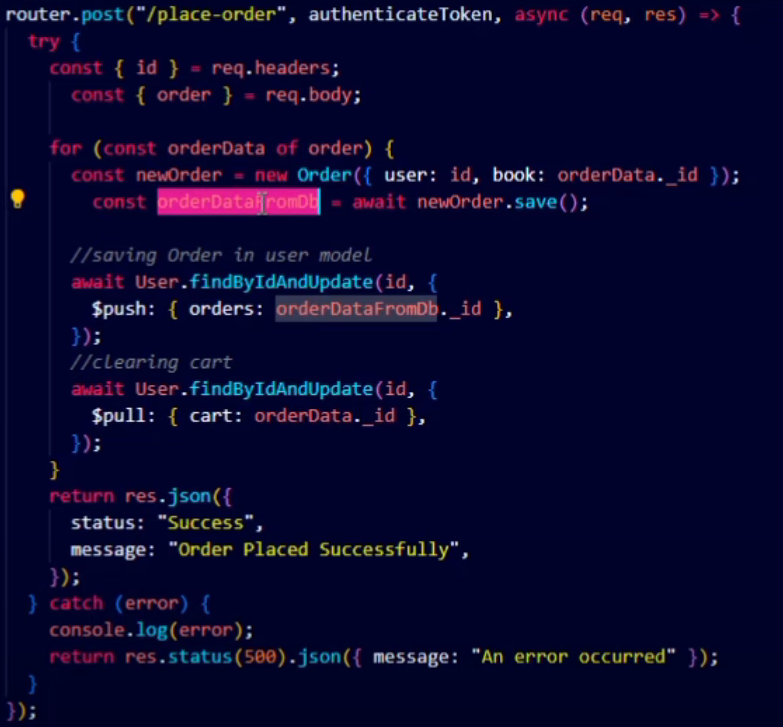 router.post("/place-order", authenticateToken, async (req, res) => {
try {
const { id } = req.headers;
const { order } = req.body;
for (const orderData of order) {
const newOrder = new Order({ user: id, book: orderData._id });
const orderDataFromDb = await newOrder.save();
//saving Order in user model
await User.findByIdAndUpdate(id, {
$push: { orders: orderDataFromDb._id },
});
//clearing cart
await User.findByIdAndUpdate(id, {
$pull: { cart: orderData._id },
});
}
return res.json({
status: "Success",
message: "Order Placed Successfully",
});
} catch (error) {
console.log(error);
return res.status(500).json({ message: "An error occurred" });
}
});